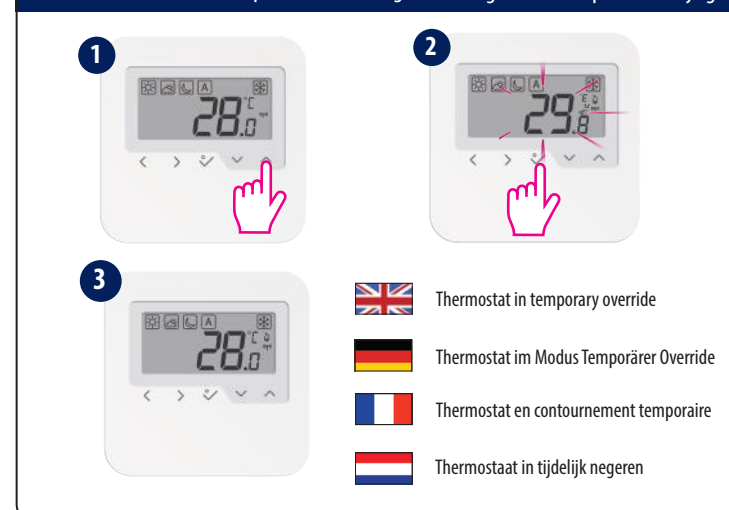 1
2
A
28.0 °C
A
29.8
3
A
28.0 °C
Thermostat in temporary override
Thermostat im Modus Temporärer Override
Thermostat en contournement temporaire
Thermostaat in tijdelijk negeren